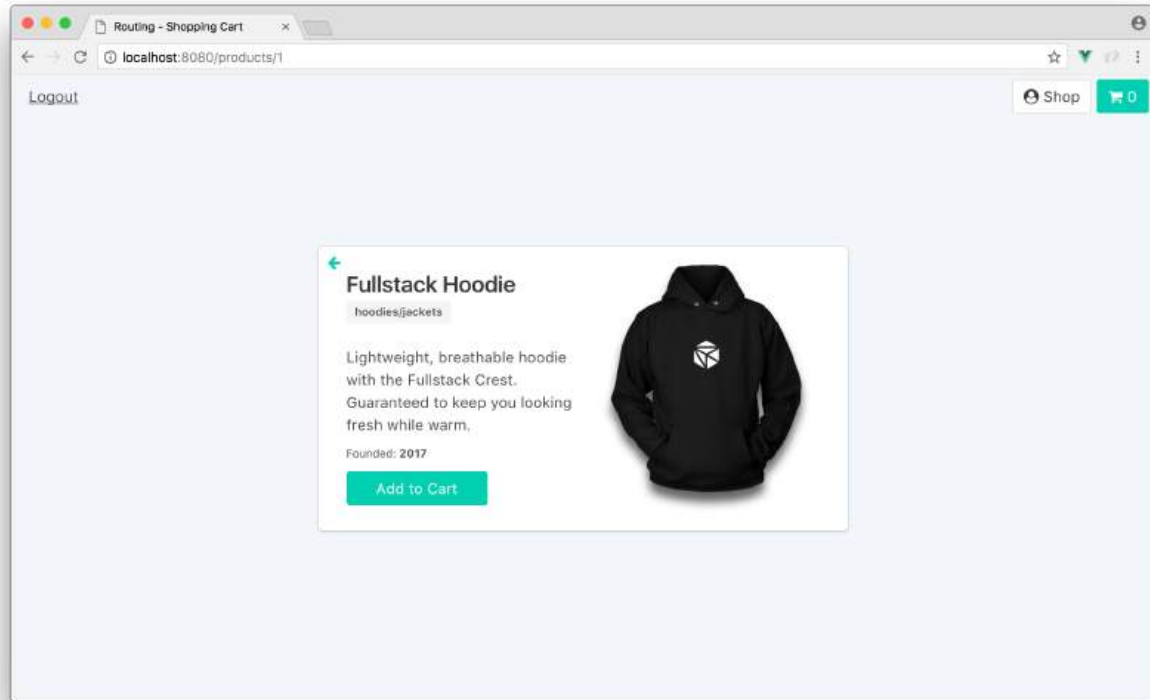 Routing - Shopping Cart
localhost:8080/products/1
Logout
Shop
0
Fullstack Hoodie
hoodies/jackets
Lightweight, breathable hoodie
with the Fullstack Crest.
Guaranteed to keep you looking
fresh while warm.
Founded: 2017
Add to Cart